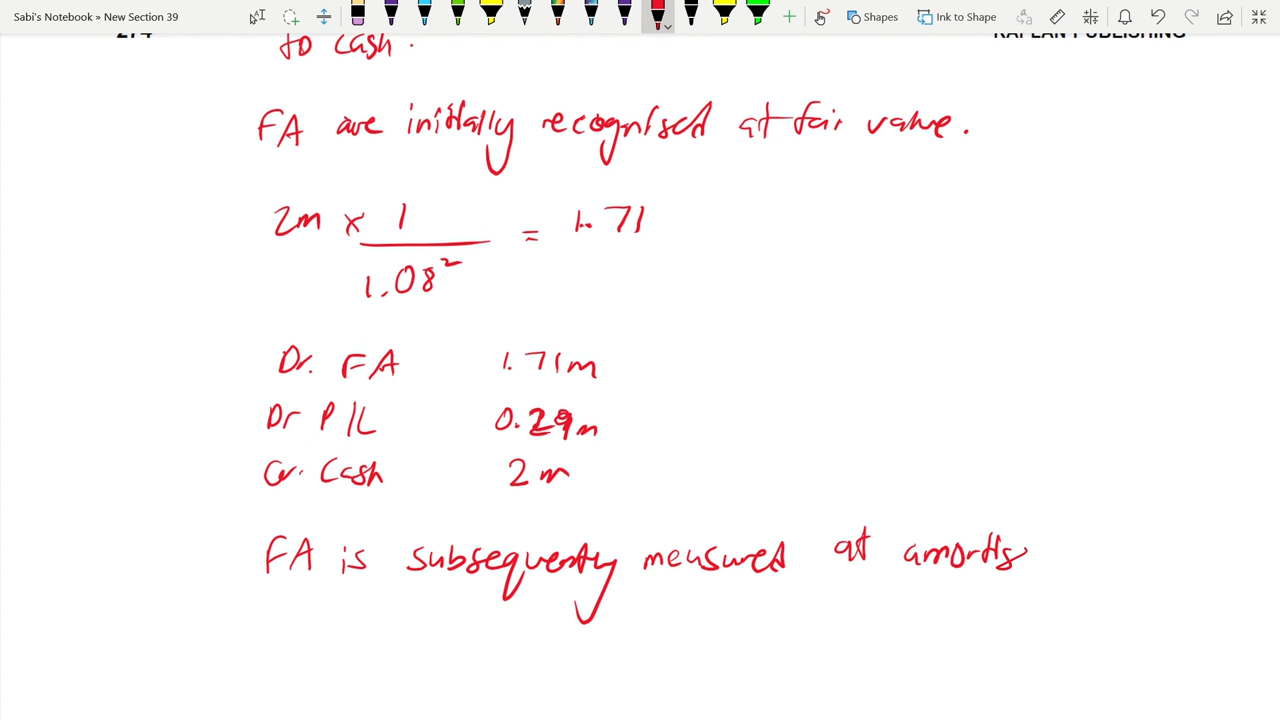 Sabi's Notebook » New Section 39
Shapes
Ink to Shape
274
KAPLAN PUBLISHING
to cash.
FA are initially recognised at fair value.
2m x 1
1.08²
= 1.71
Dr. FA 1.71m
Dr P/L 0.29m
Cr. Cash 2m
FA is subsequently measured at amortis